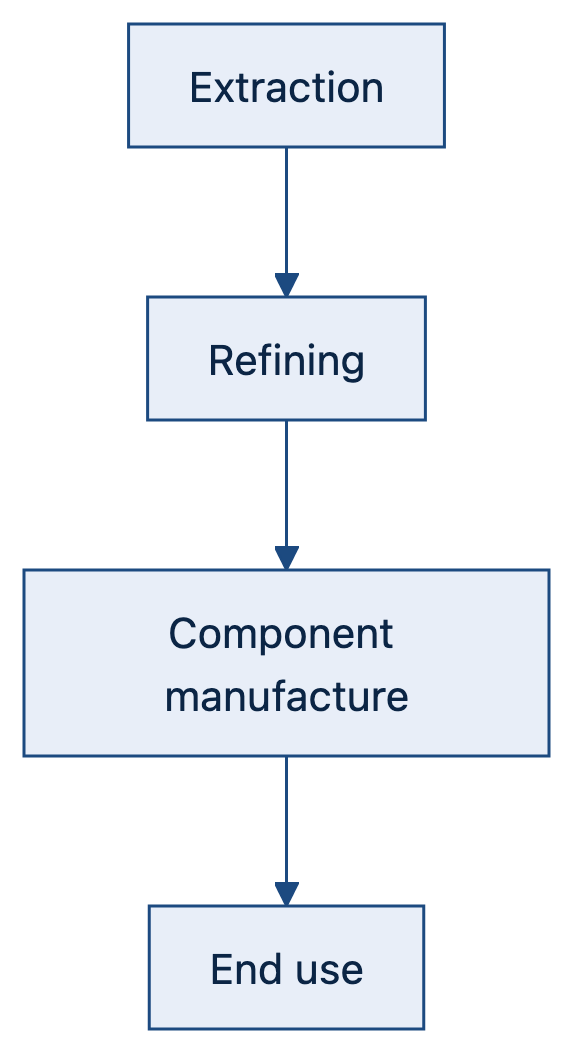 Extraction
Refining
Component
manufacture
End use